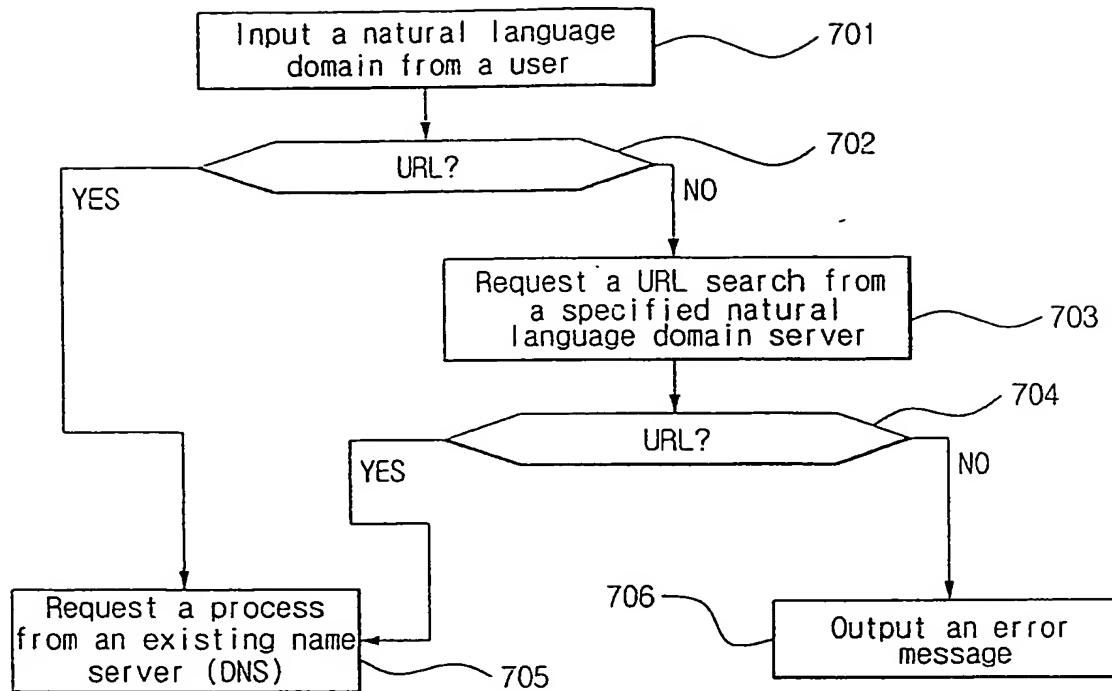 Input a natural language
domain from a user
701
URL?
702
YES
NO
Request a URL search from
a specified natural
language domain server
703
URL?
704
YES
NO
Request a process
from an existing name
server (DNS)
705
706
Output an error
message